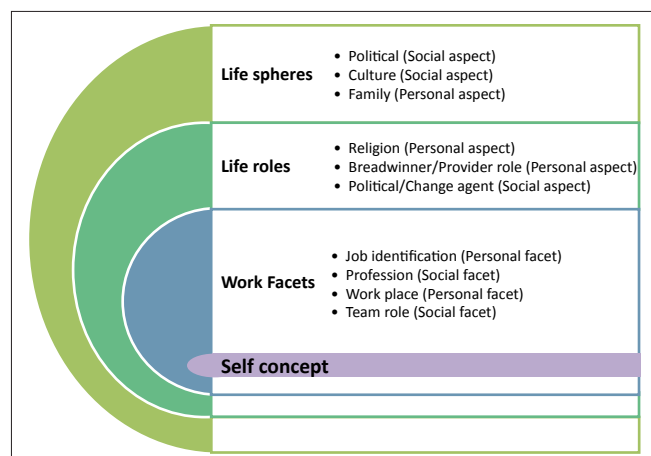 Life spheres
• Political (Social aspect)
• Culture (Social aspect)
• Family (Personal aspect)
Life roles
• Religion (Personal aspect)
• Breadwinner/Provider role (Personal aspect)
• Political/Change agent (Social aspect)
Work Facets
• Job identification (Personal facet)
• Profession (Social facet)
• Work place (Personal facet)
• Team role (Social facet)
Self concept